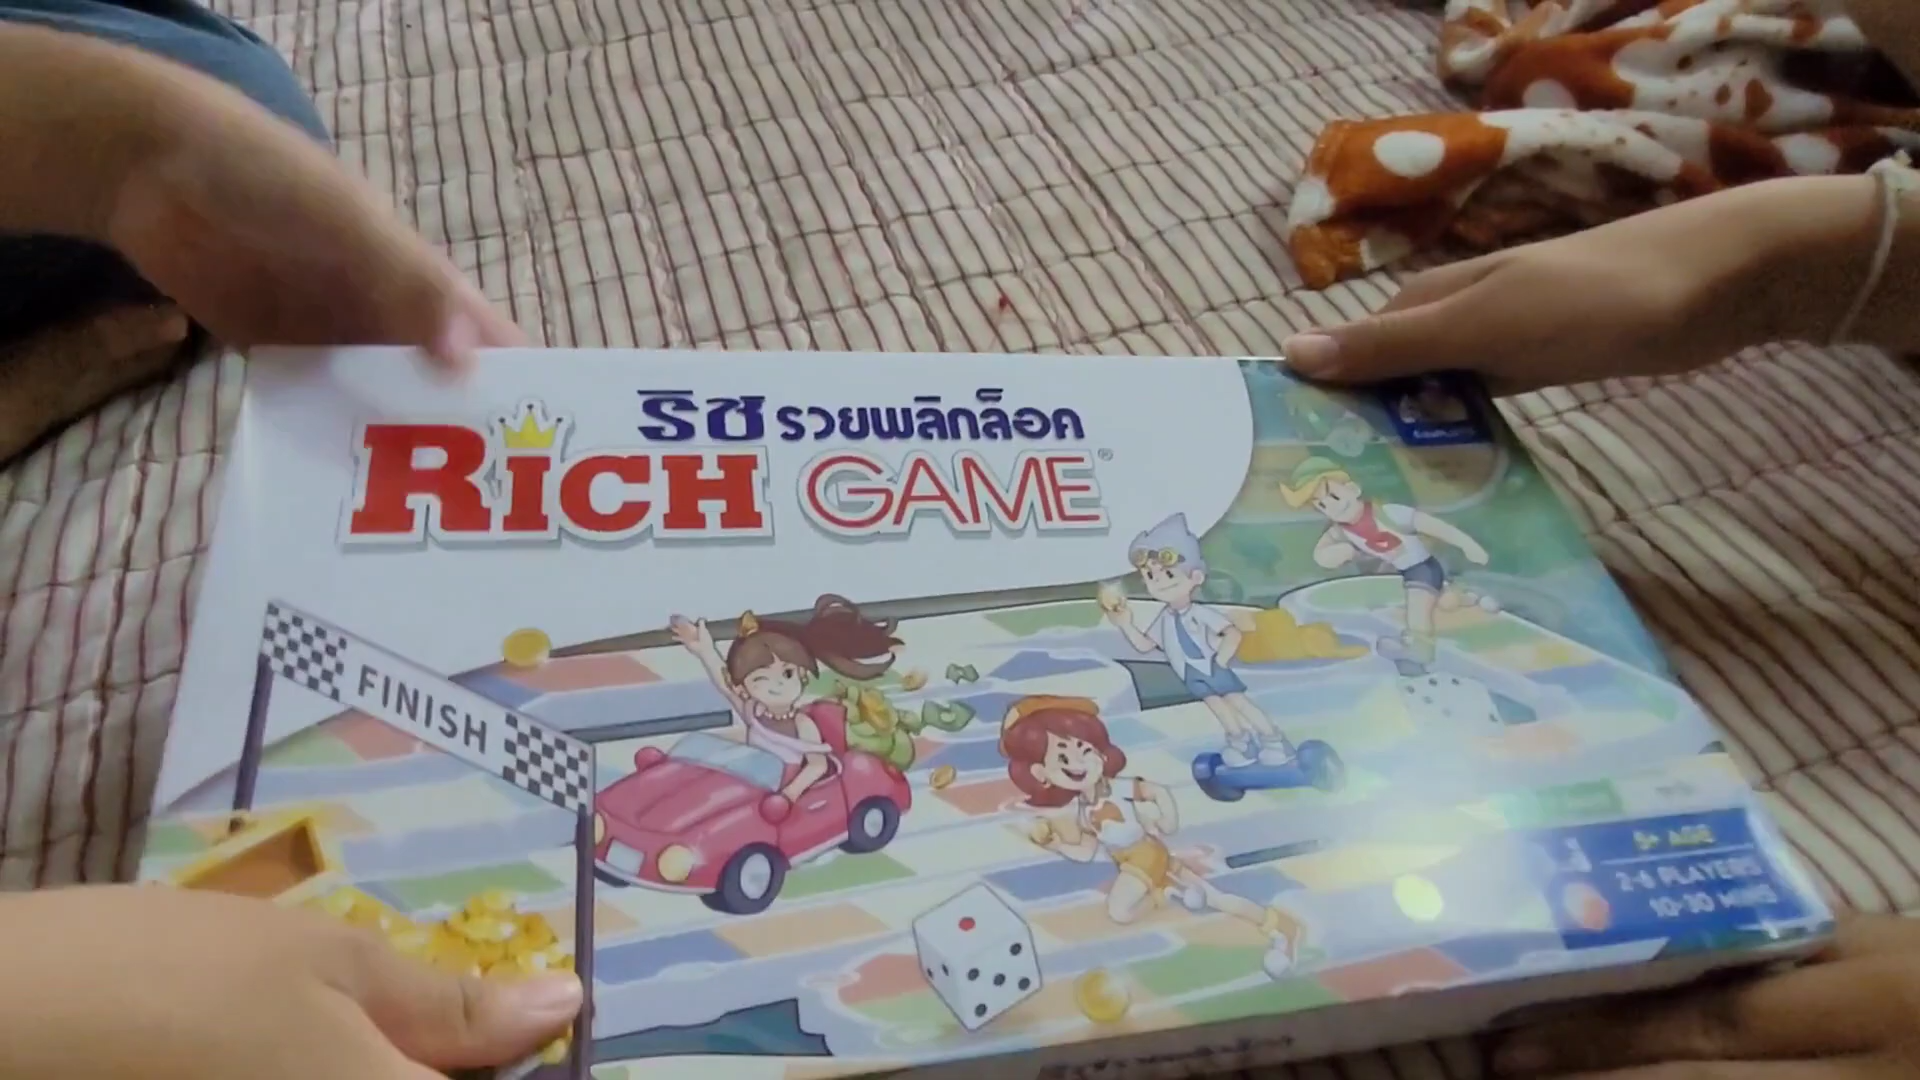 ริช รวยพลิกล็อค
RICH GAME®
FINISH
5+ AGE
2-6 PLAYERS
10-30 MINS